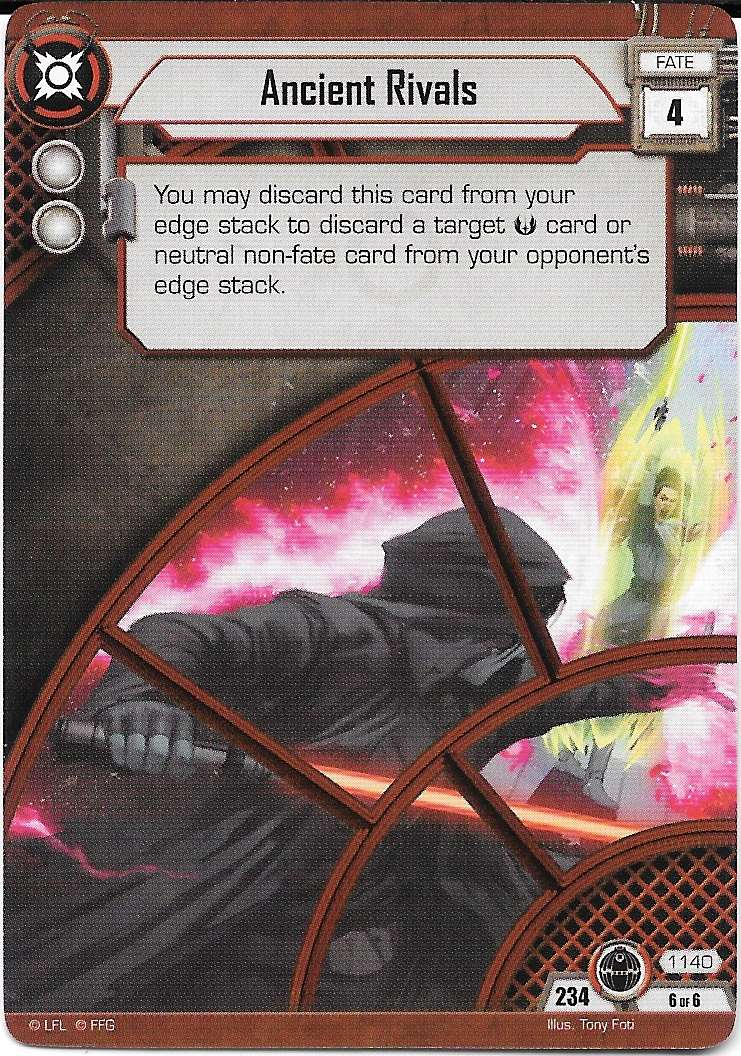 Ancient Rivals
FATE
4
You may discard this card from your
edge stack to discard a target card or
neutral non-fate card from your opponent's
edge stack.
1140
234
6 OF 6
© LFL © FFG
Illus. Tony Foti